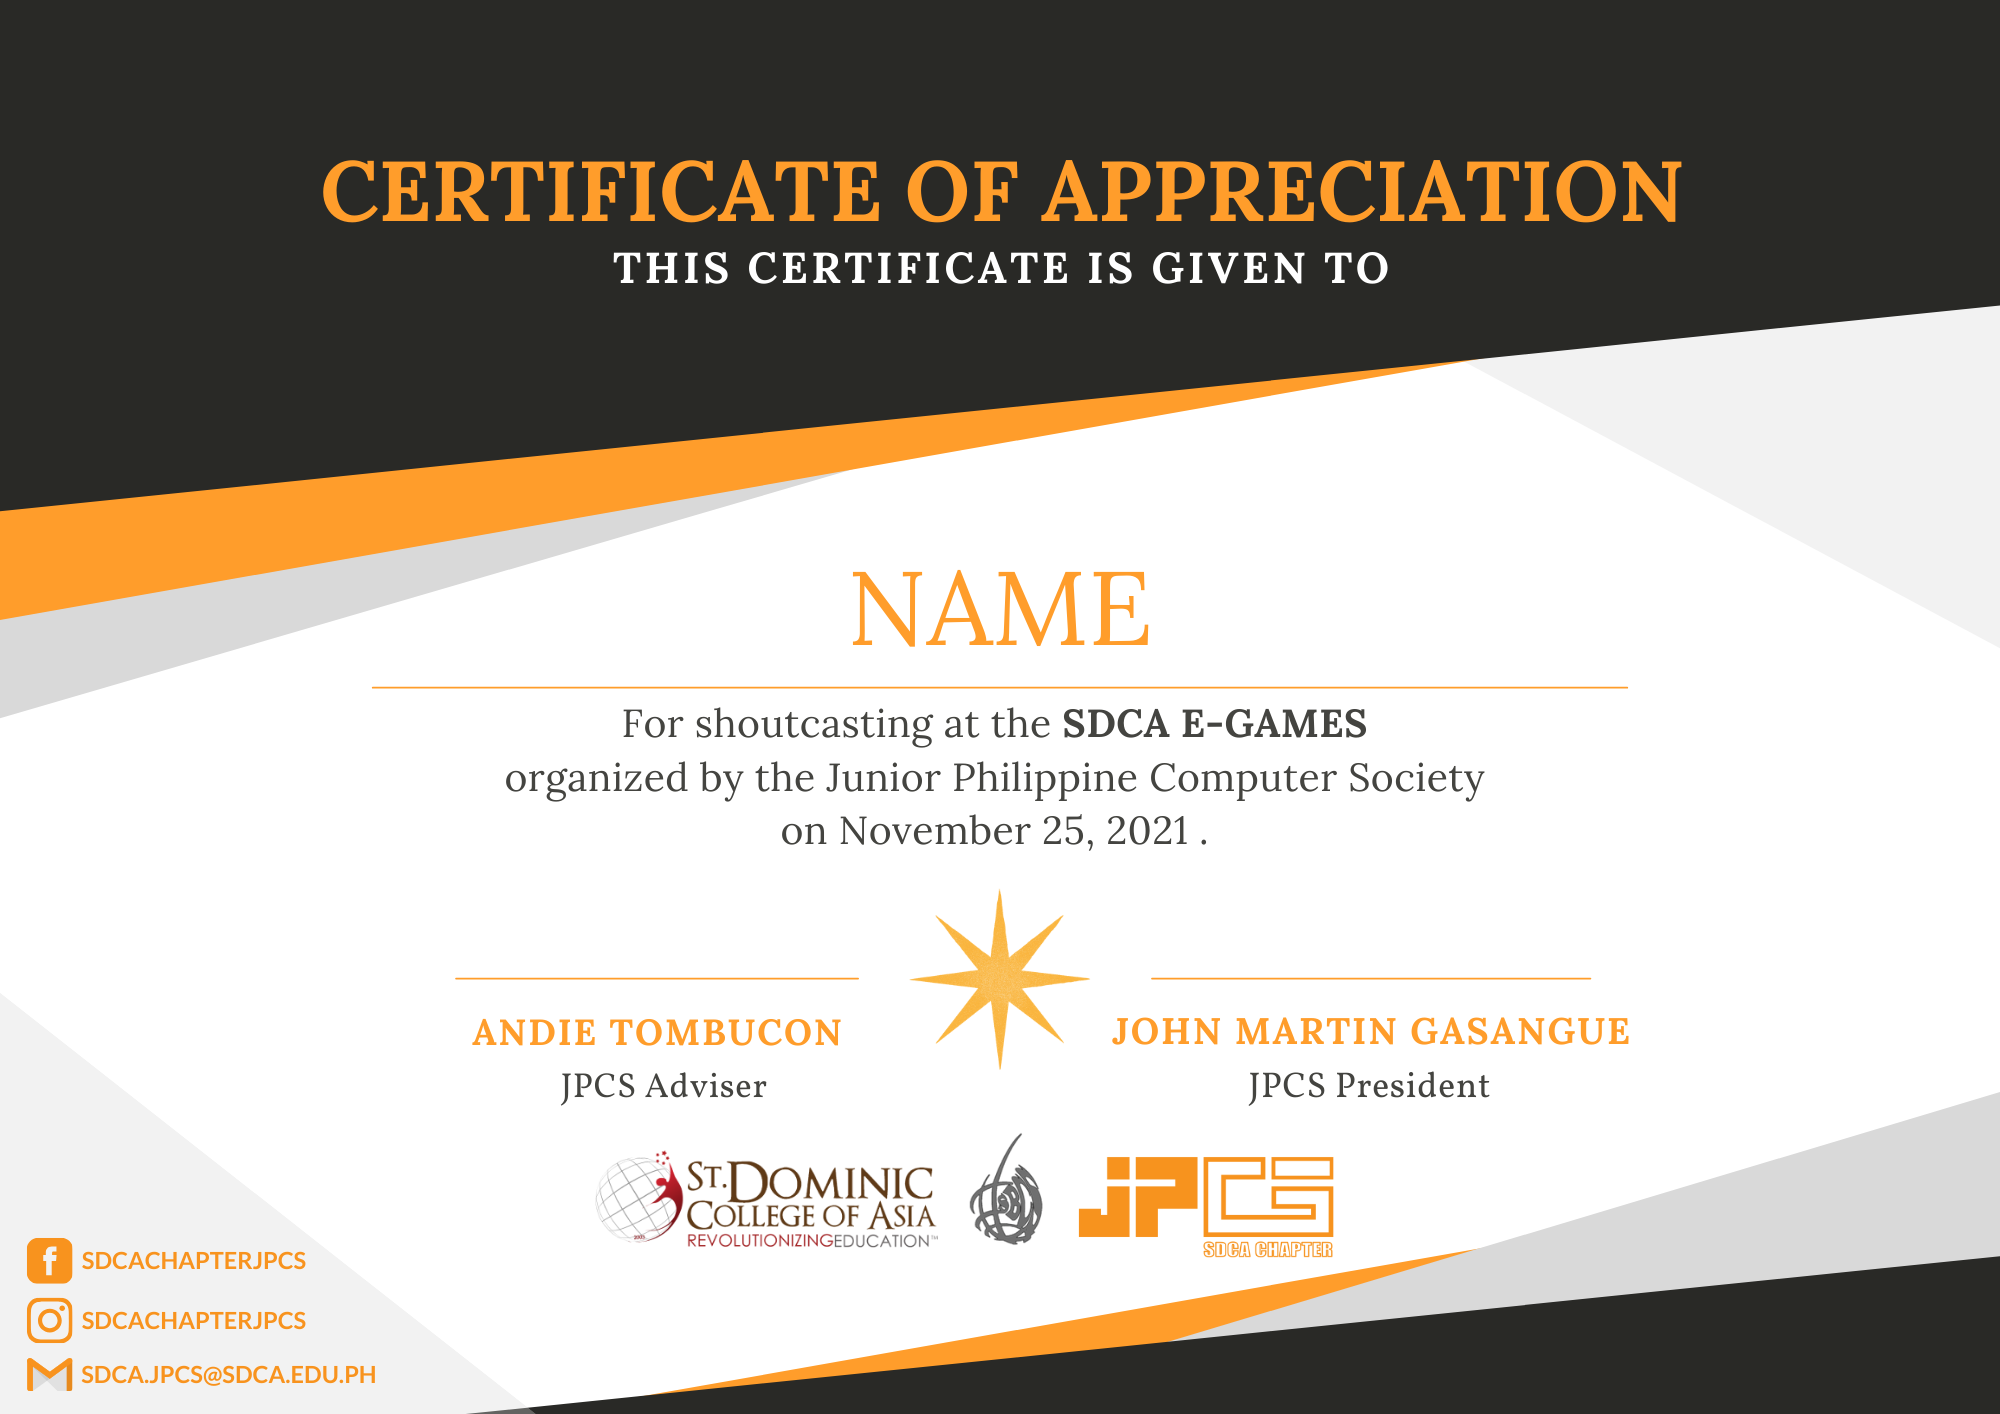 CERTIFICATE OF APPRECIATION
THIS CERTIFICATE IS GIVEN TO
NAME
For shoutcasting at the SDCA E-GAMES
organized by the Junior Philippine Computer Society
on November 25, 2021 .
ANDIE TOMBUCON
JPCS Adviser
JOHN MARTIN GASANGUE
JPCS President
2003
ST. DOMINIC
COLLEGE OF ASIA
REVOLUTIONIZINGEDUCATION™
JPCS
SDCA CHAPTER
SDCACHAPTERJPCS
SDCACHAPTERJPCS
SDCA.JPCS@SDCA.EDU.PH